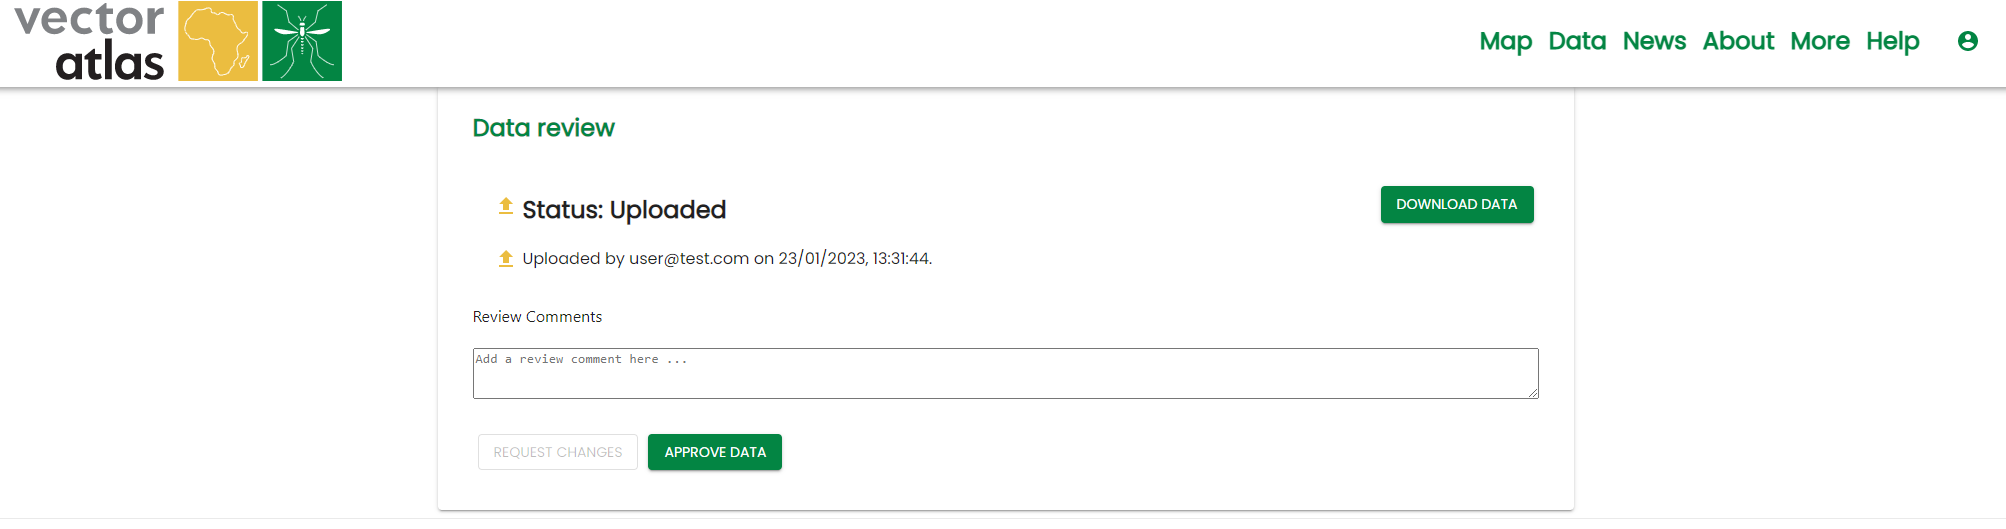 vector
atlas
Map Data News About More Help
Data review
Status: Uploaded
DOWNLOAD DATA
Uploaded by user@test.com on 23/01/2023, 13:31:44.
Review Comments
Add a review comment here ...
REQUEST CHANGES APPROVE DATA